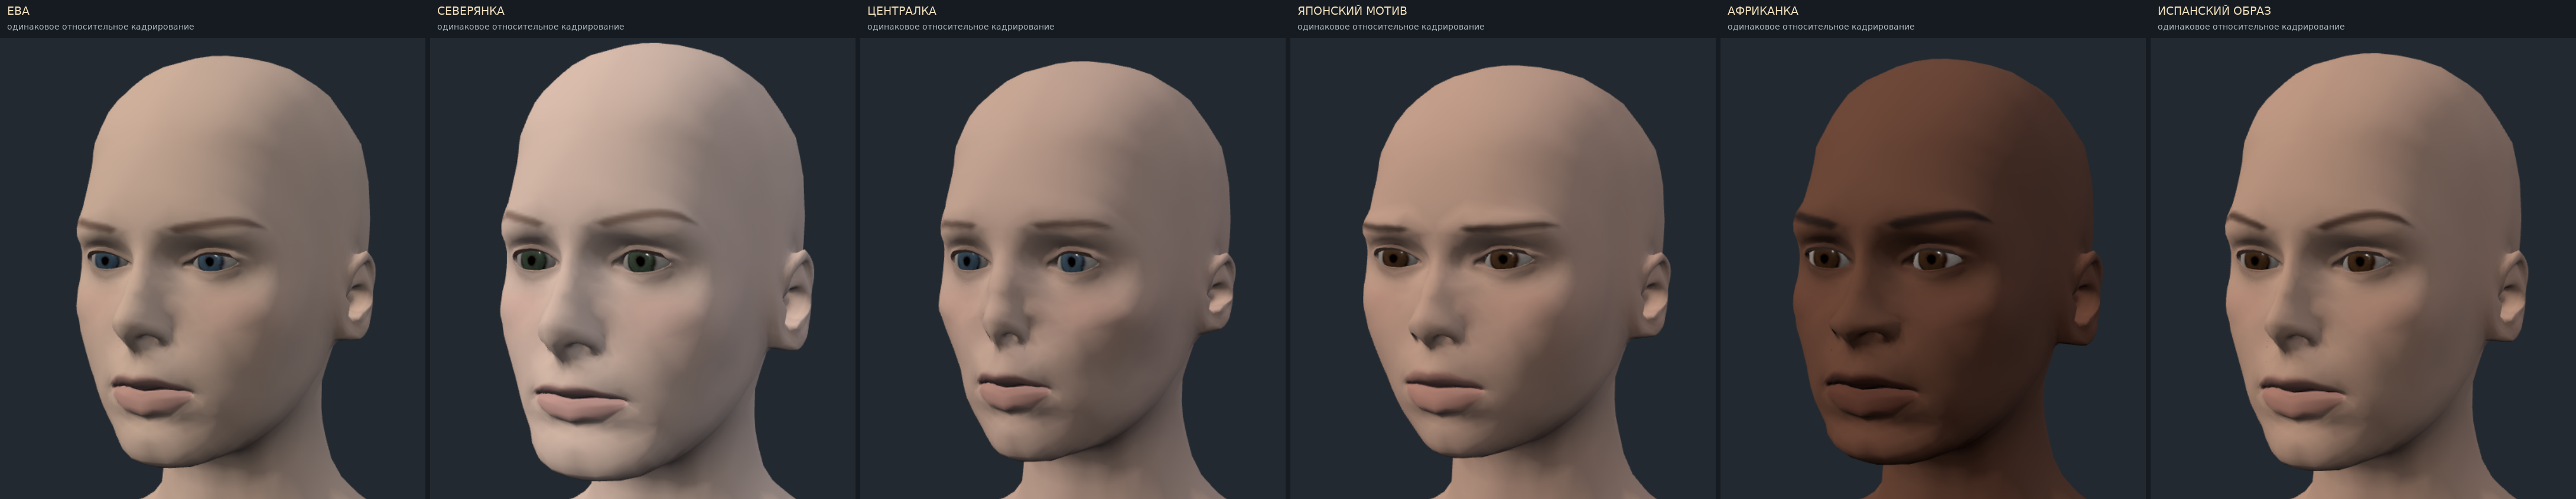 ЕВА
одинаковое относительное кадрирование
СЕВЕРЯНКА
одинаковое относительное кадрирование
ЦЕНТРАЛКА
одинаковое относительное кадрирование
ЯПОНСКИЙ МОТИВ
одинаковое относительное кадрирование
АФРИКАНКА
одинаковое относительное кадрирование
ИСПАНСКИЙ ОБРАЗ
одинаковое относительное кадрирование